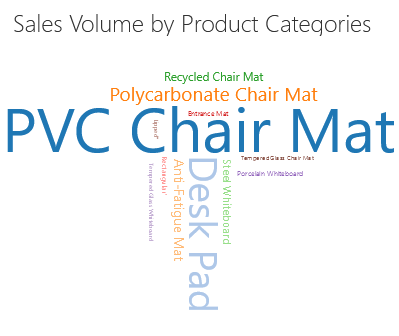 Sales Volume by Product Categories
Recycled Chair Mat
Polycarbonate Chair Mat
Entrance Mat
PVC Chair Mat
Tempered Glass Chair Mat
Porcelain Whiteboard
Tempered Glass Whiteboard
Rectangular"
Anti-Fatigue Mat
Desk Pad
Steel Whiteboard